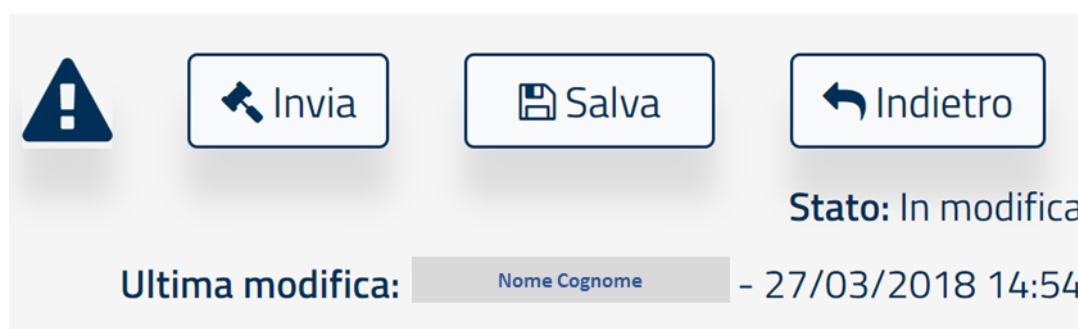 Invia Salva Indietro
Stato: In modifica
Ultima modifica: Nome Cognome - 27/03/2018 14:54